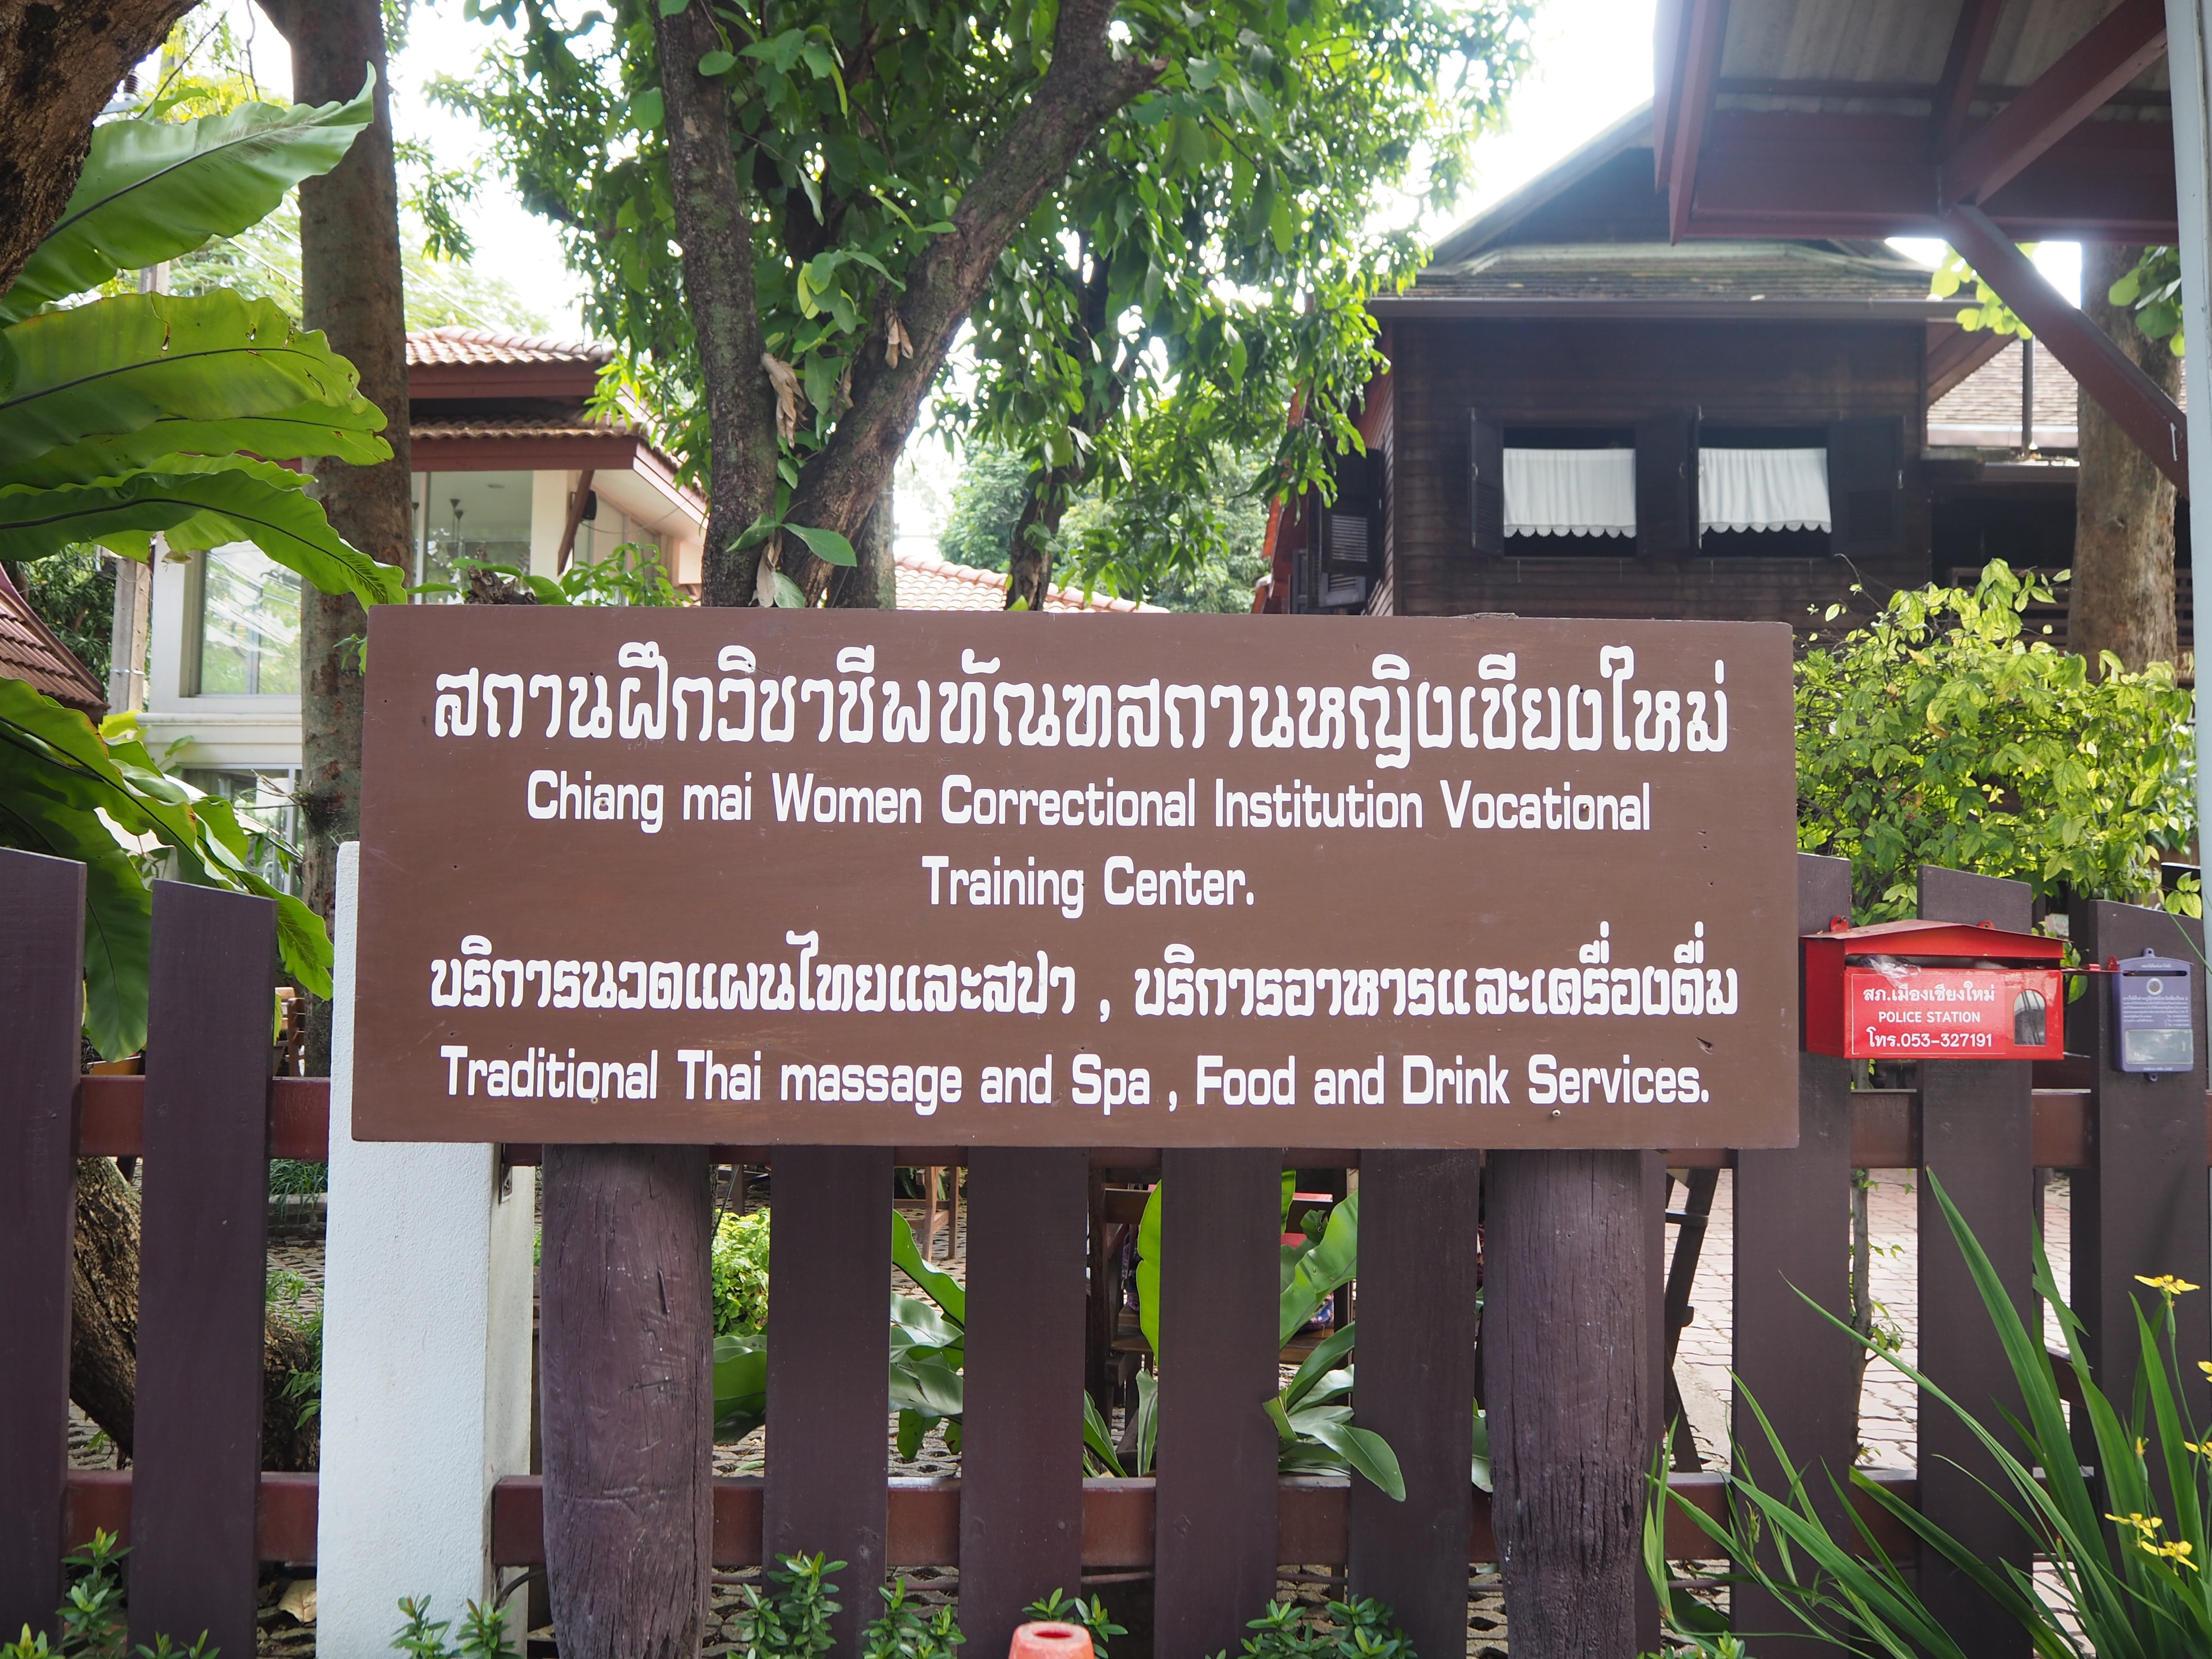 สถานฝึกวิชาชีพทัณฑสถานหญิงเชียงใหม่
Chiang mai Women Correctional Institution Vocational
Training Center.
บริการนวดแผนไทยและสปา , บริการอาหารและเครื่องดื่ม
Traditional Thai massage and Spa , Food and Drink Services.
สภ.เมืองเชียงใหม่
POLICE STATION
โทร.053-327191